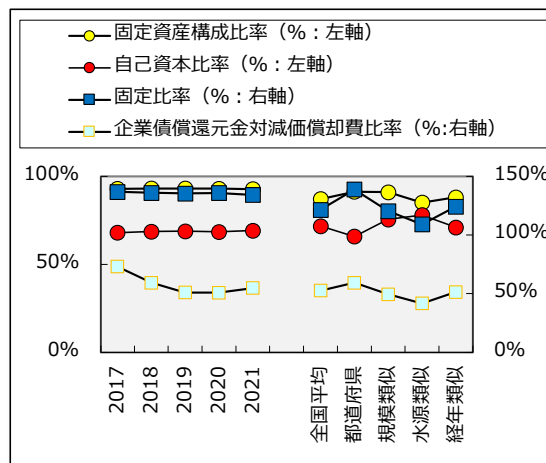 固定資産構成比率（%：左軸）
自己資本比率（%：左軸）
固定比率（%：右軸）
企業債償還元金対減価償却費比率（%:右軸）
100%
50%
0%
150%
100%
50%
0%
2017
2018
2019
2020
2021
全国平均
都道府県
規模類似
水源類似
経年類似